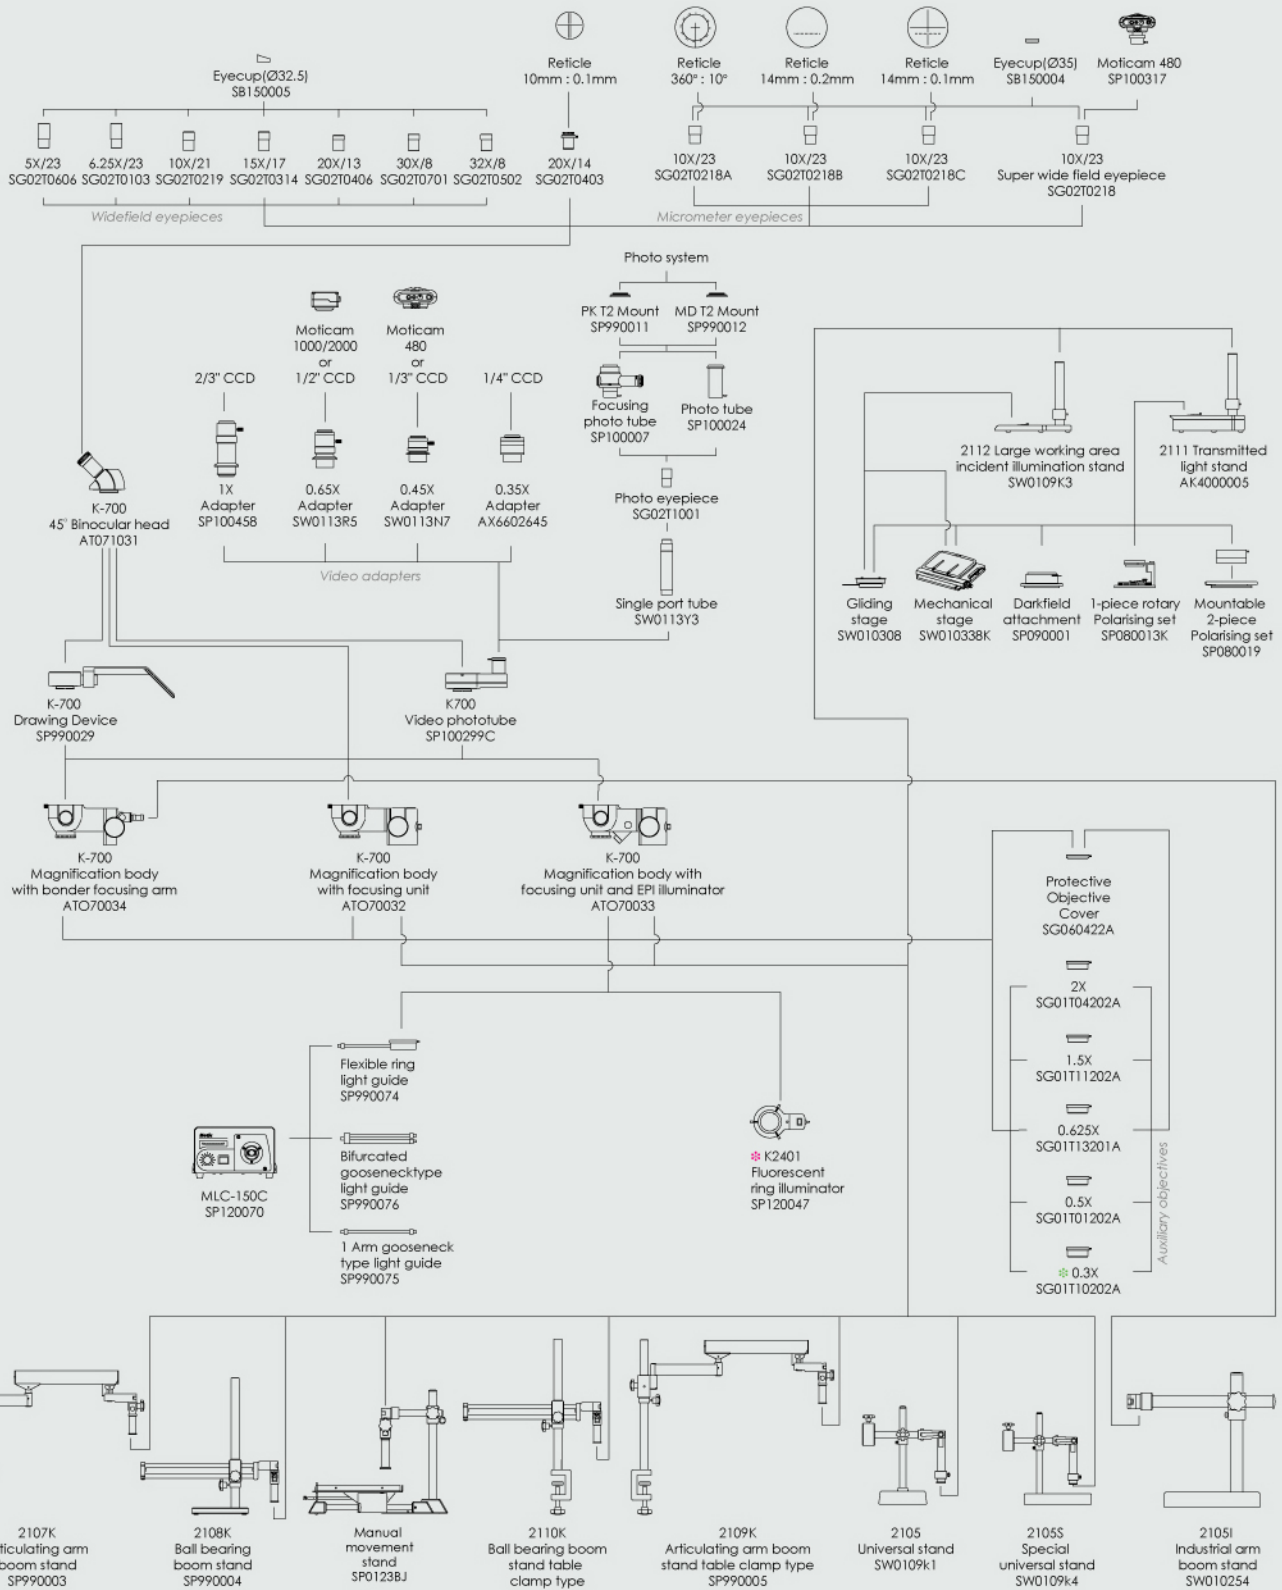 Eyecup(Ø32.5)
SB150005
Reticle
10mm : 0.1mm
Reticle
360° : 10°
Reticle
14mm : 0.2mm
Reticle
14mm : 0.1mm
Eyecup(Ø35)
SB150004
Moticam 480
SP100317
5X/23
SG02T0606
6.25X/23
SG02T0103
10X/21
SG02T0219
15X/17
SG02T0314
20X/13
SG02T0406
30X/8
SG02T0701
32X/8
SG02T0502
20X/14
SG02T0403
10X/23
SG02T0218A
10X/23
SG02T0218B
10X/23
SG02T0218C
10X/23
Super wide field eyepiece
SG02T0218
Widefield eyepieces
Micrometer eyepieces
Photo system
PK T2 Mount
SP990011
MD T2 Mount
SP990012
Moticam
1000/2000
or
1/2" CCD
Moticam
480
or
1/3" CCD
2/3" CCD
1/4" CCD
Focusing
photo tube
SP100007
Photo tube
SP100024
2112 Large working area
incident illumination stand
SW0109K3
2111 Transmitted
light stand
AK4000005
K-700
45° Binocular head
AT071031
1X
Adapter
SP100458
0.65X
Adapter
SW0113R5
0.45X
Adapter
SW0113N7
0.35X
Adapter
AX6602645
Photo eyepiece
SG02T1001
Video adapters
Single port tube
SW0113Y3
Gliding
stage
SW010308
Mechanical
stage
SW010338K
Darkfield
attachment
SP090001
1-piece rotary
Polarising set
SP080013K
Mountable
2-piece
Polarising set
SP080019
K-700
Drawing Device
SP990029
K700
Video phototube
SP100299C
K-700
Magnification body
with bonder focusing arm
ATO70034
K-700
Magnification body
with focusing unit
ATO70032
K-700
Magnification body with
focusing unit and EPI illuminator
ATO70033
Protective
Objective
Cover
SG060422A
2X
SG01T04202A
1.5X
SG01T11202A
0.625X
SG01T13201A
0.5X
SG01T01202A
❇ 0.3X
SG01T10202A
Auxiliary objectives
Flexible ring
light guide
SP990074
Bifurcated
goosenecktype
light guide
SP990076
1 Arm gooseneck
type light guide
SP990075
MLC-150C
SP120070
❇ K2401
Fluorescent
ring illuminator
SP120047
2107K
ticulating arm
boom stand
SP990003
2108K
Ball bearing
boom stand
SP990004
Manual
movement
stand
SP0123BJ
2110K
Ball bearing boom
stand table
clamp type
2109K
Articulating arm boom
stand table clamp type
SP990005
2105
Universal stand
SW0109k1
2105S
Special
universal stand
SW0109k4
2105I
Industrial arm
boom stand
SW010254